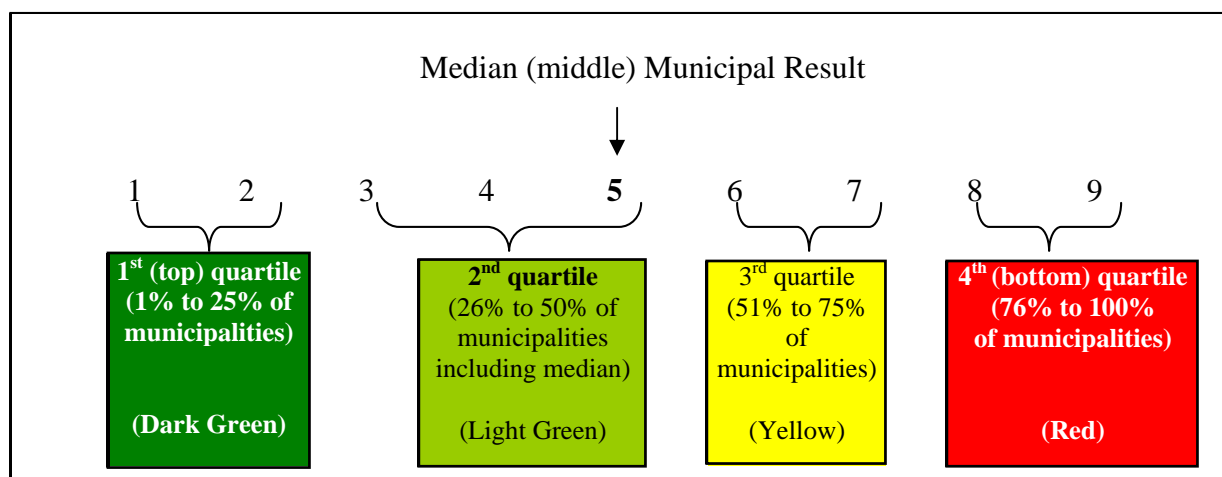 Median (middle) Municipal Result
1 2 3 4 5 6 7 8 9
1st (top) quartile
(1% to 25% of
municipalities)
(Dark Green)
2nd quartile
(26% to 50% of
municipalities
including median)
(Light Green)
3rd quartile
(51% to 75%
of
municipalities)
(Yellow)
4th (bottom) quartile
(76% to 100%
of municipalities)
(Red)